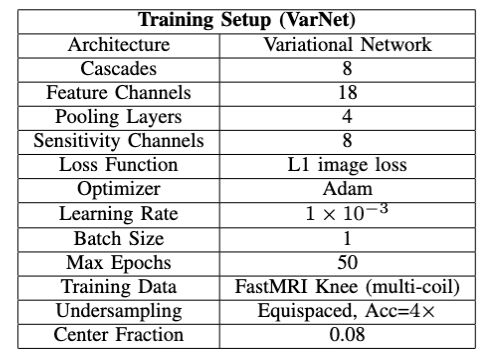 Training Setup (VarNet)
Architecture Variational Network
Cascades 8
Feature Channels 18
Pooling Layers 4
Sensitivity Channels 8
Loss Function L1 image loss
Optimizer Adam
Learning Rate 1 × 10⁻³
Batch Size 1
Max Epochs 50
Training Data FastMRI Knee (multi-coil)
Undersampling Equispaced, Acc=4×
Center Fraction 0.08